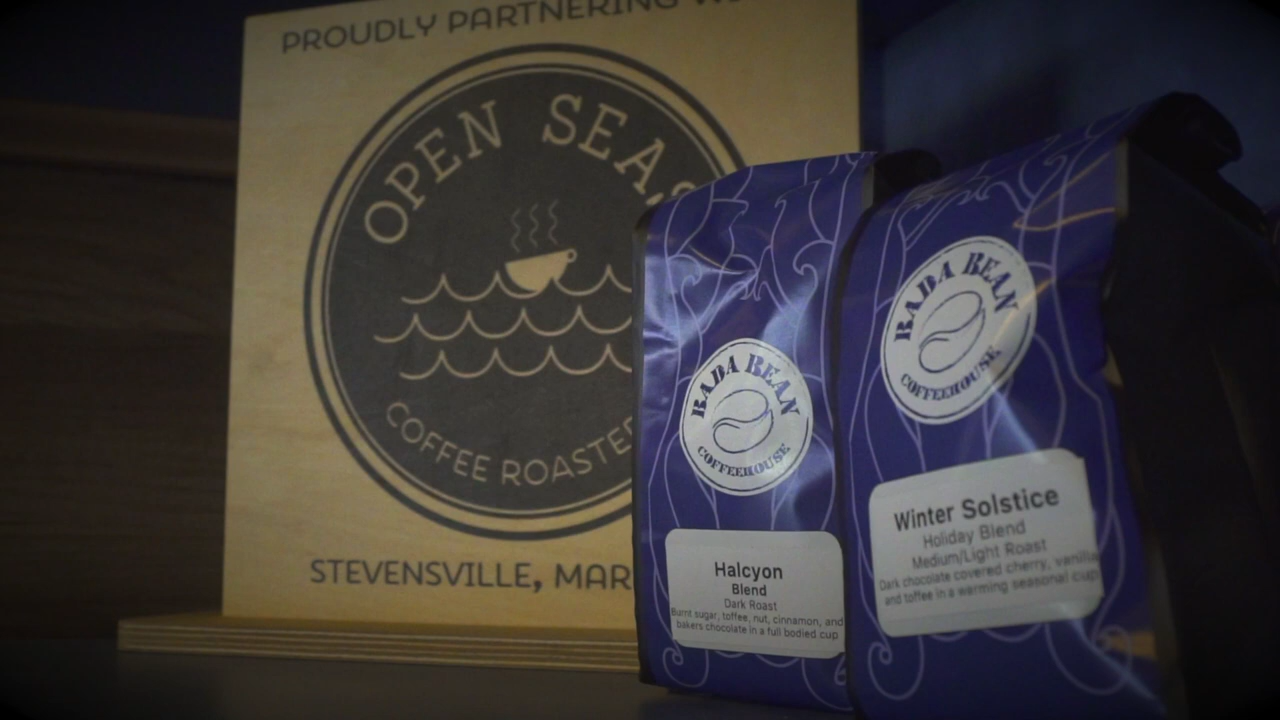 PROUDLY PARTNERING
OPEN SEAS
COFFEE ROASTER
STEVENSVILLE, MAR
BADA BEAN
COFFEEHOUSE
Halcyon
Blend
Dark Roast
Burnt sugar, toffee, nut, cinnamon, and
bakers chocolate in a full bodied cup
BADA BEAN
COFFEEHOUSE
Winter Solstice
Holiday Blend
Medium/Light Roast
Dark chocolate covered cherry, vanilla
and toffee in a warming seasonal cup